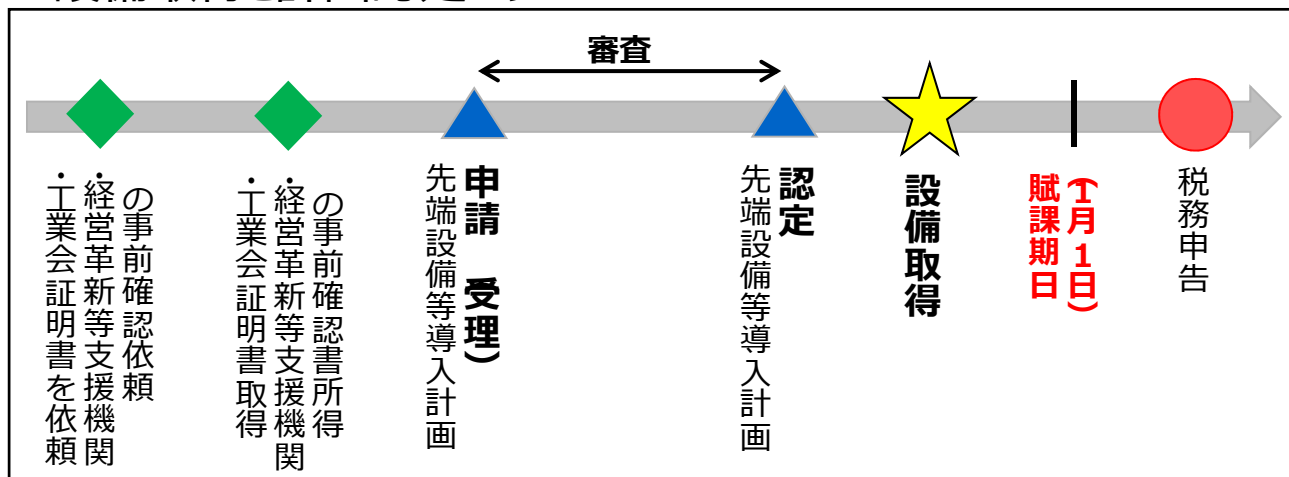 審査
・工業会証明書を依頼
・経営革新等支援機関
の事前確認依頼
・工業会証明書取得
・経営革新等支援機関
の事前確認書所得
先端設備等導入計画
申請 受理）
先端設備等導入計画
認定
設備取得
賦課期日
（1月1日）
税務申告